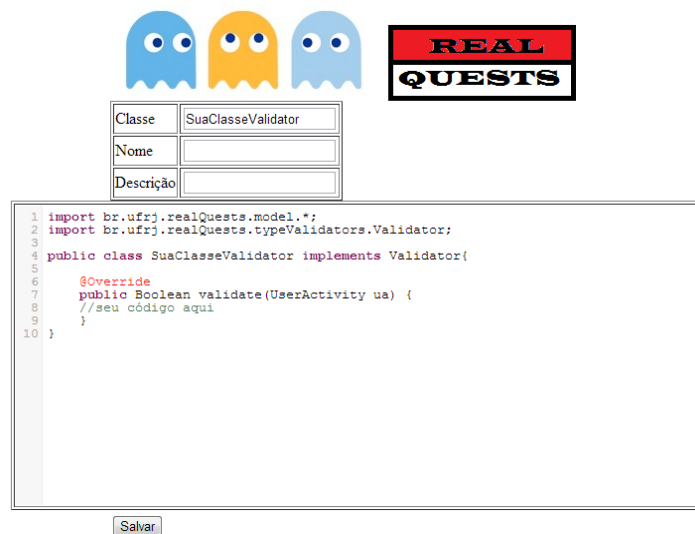 REAL
QUESTS
Classe SuaClasseValidator
Nome
Descrição
1 import br.ufrj.realQuests.model.*;
2 import br.ufrj.realQuests.typeValidators.Validator;
3
4 public class SuaClasseValidator implements Validator{
5
6     @Override
7     public Boolean validate(UserActivity ua) {
8     //seu código aqui
9     }
10 }
Salvar